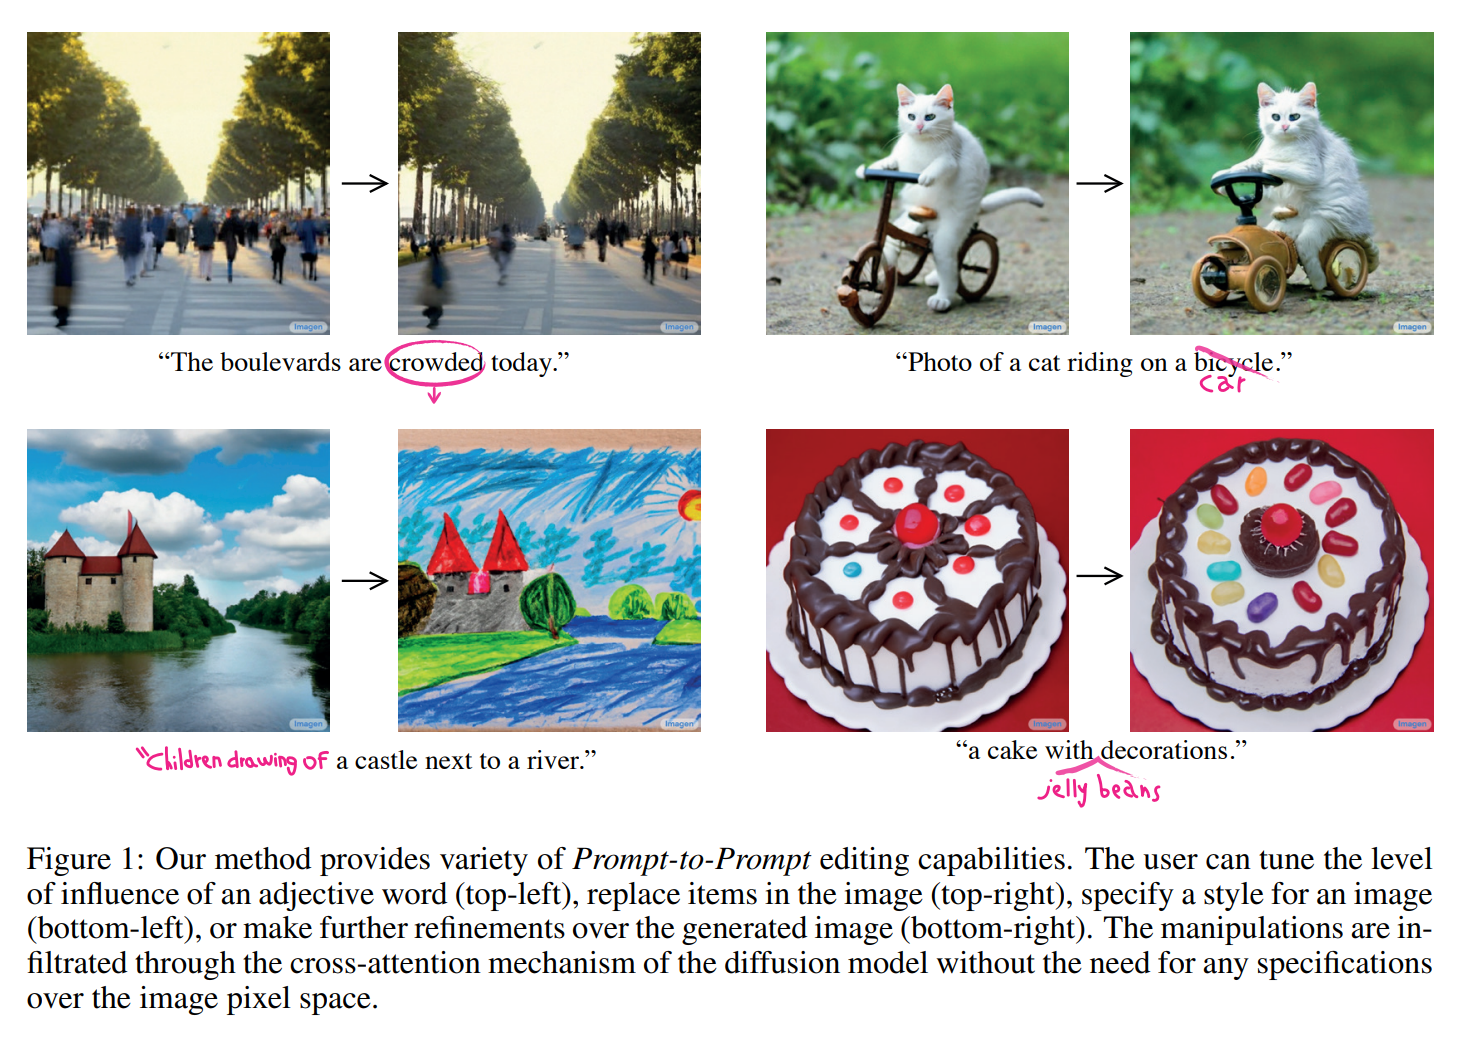 Imagen
Imagen
Imagen
Imagen
“The boulevards are crowded today.”
“Photo of a cat riding on a bicycle.”
car
Imagen
Imagen
Imagen
Imagen
“Children drawing of a castle next to a river.”
“a cake with decorations.”
jelly beans
Figure 1: Our method provides variety of Prompt-to-Prompt editing capabilities. The user can tune the level
of influence of an adjective word (top-left), replace items in the image (top-right), specify a style for an image
(bottom-left), or make further refinements over the generated image (bottom-right). The manipulations are in-
filtrated through the cross-attention mechanism of the diffusion model without the need for any specifications
over the image pixel space.